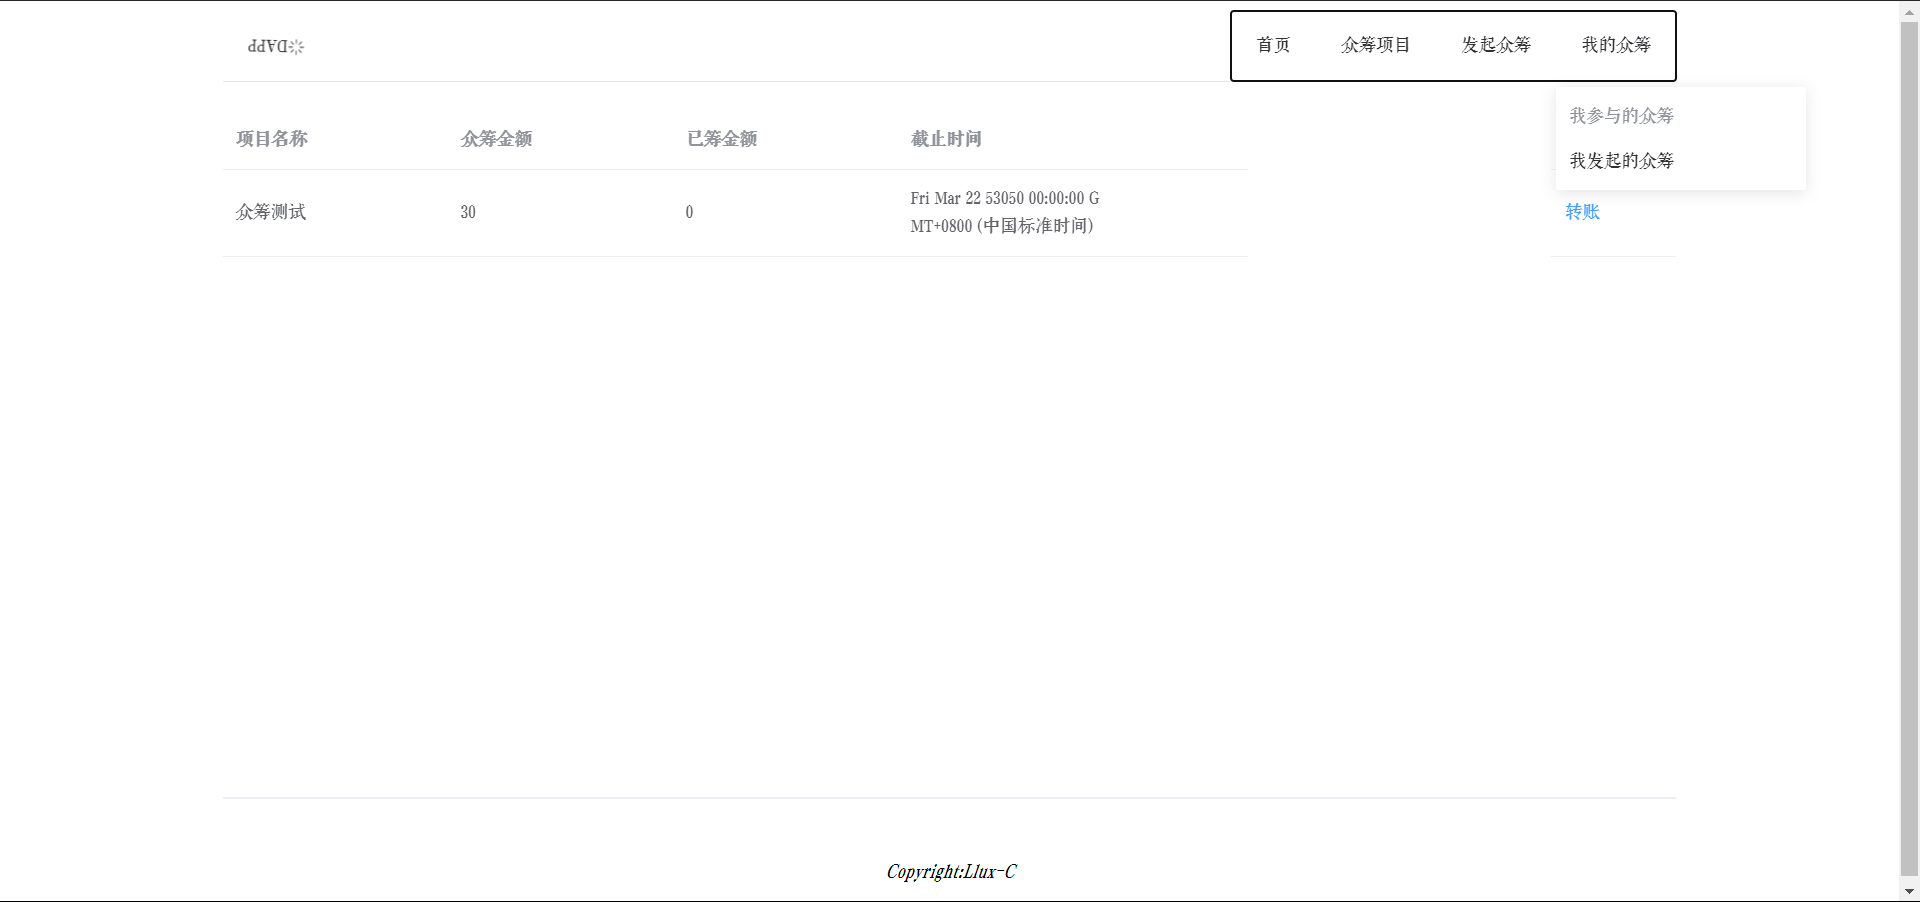 DAPP
首页 众筹项目 发起众筹 我的众筹
我参与的众筹
我发起的众筹
项目名称 众筹金额 已筹金额 截止时间
众筹测试 30 0 Fri Mar 22 53050 00:00:00 G
MT+0800 (中国标准时间)
转账
Copyright:Llux-C